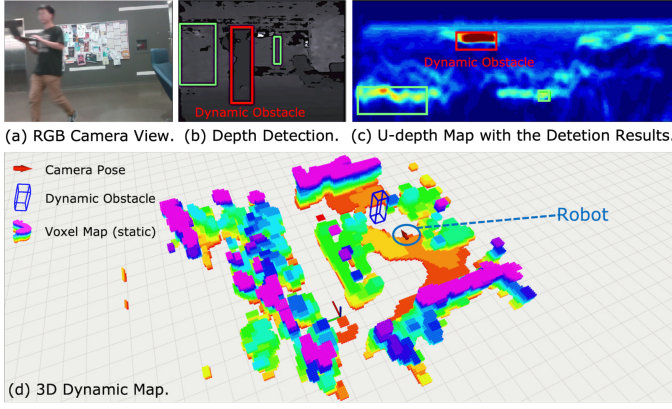 Dynamic Obstacle
Dynamic Obstacle
(a) RGB Camera View. (b) Depth Detection. (c) U-depth Map with the Detetion Results.
Camera Pose
Dynamic Obstacle
Voxel Map (static)
Robot
(d) 3D Dynamic Map.